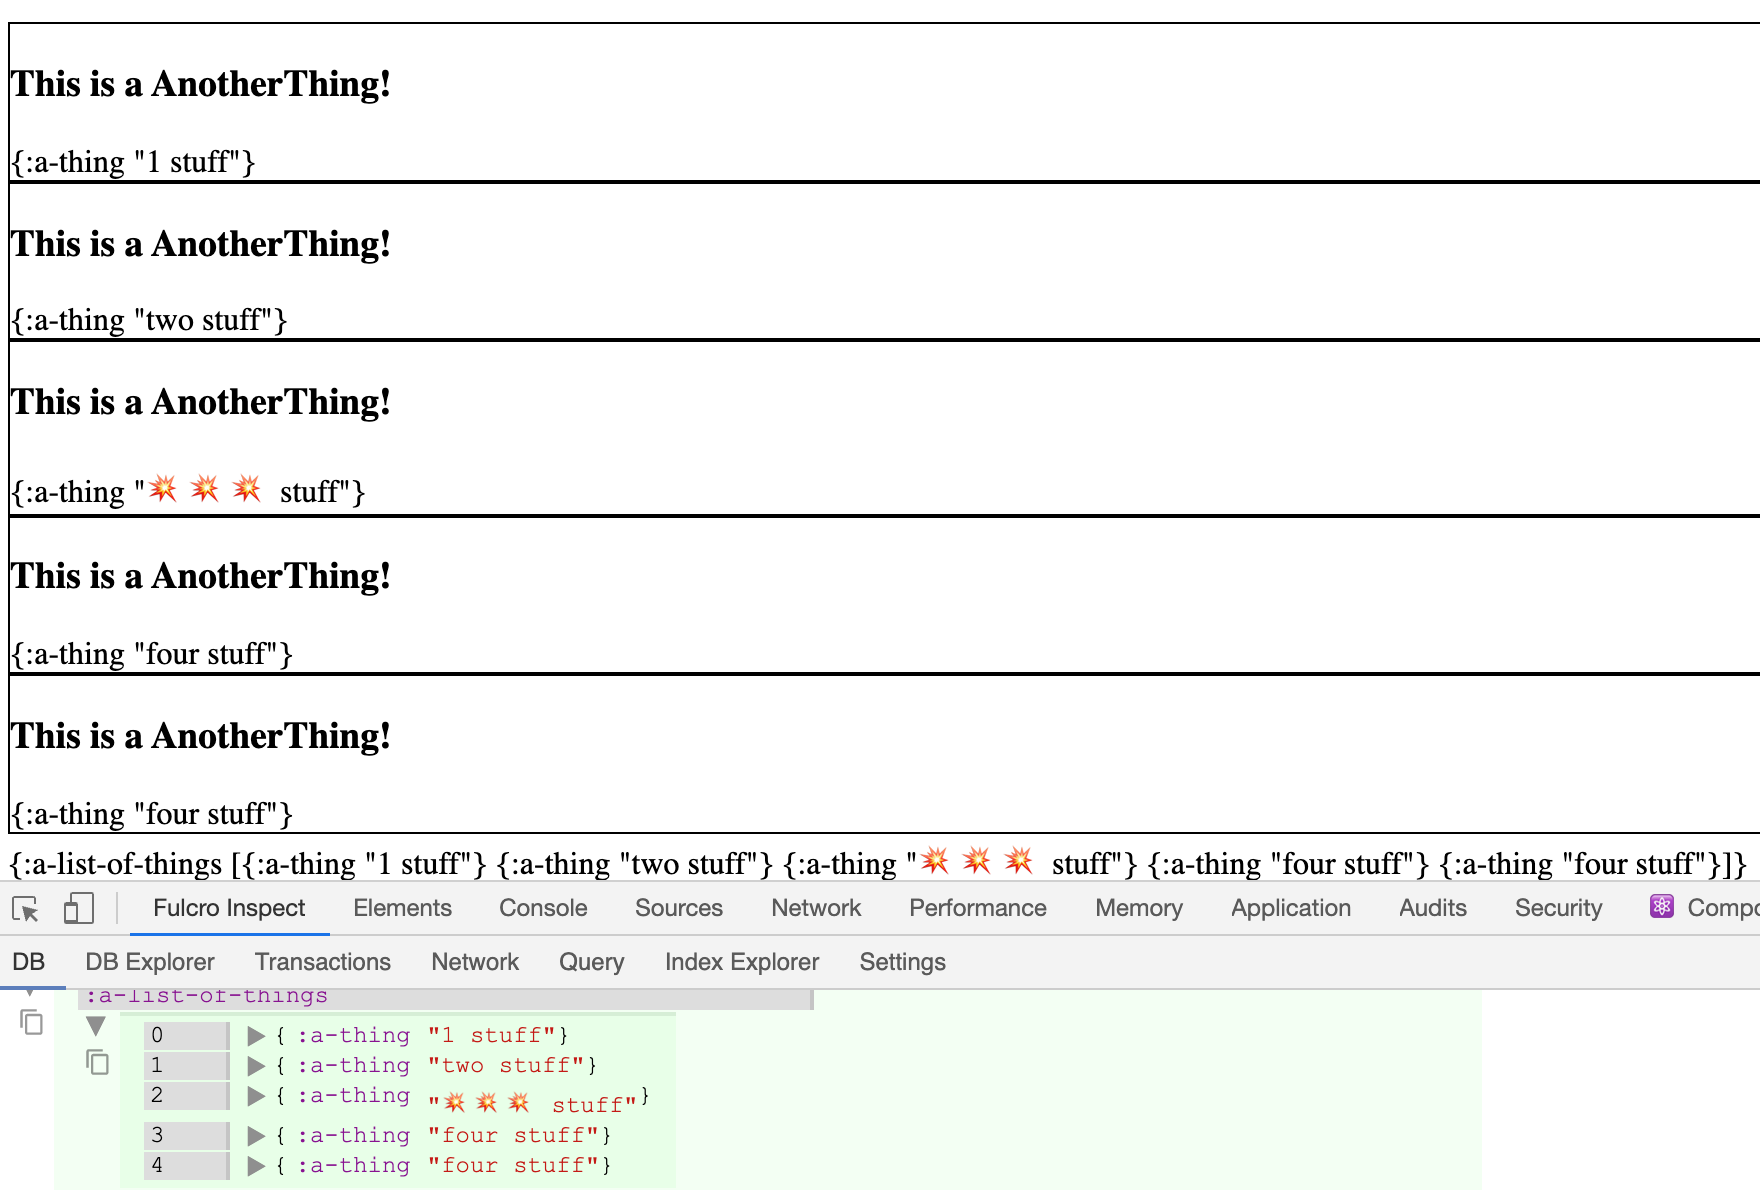 This is a AnotherThing!
{:a-thing "1 stuff"}
This is a AnotherThing!
{:a-thing "two stuff"}
This is a AnotherThing!
{:a-thing "💥💥💥 stuff"}
This is a AnotherThing!
{:a-thing "four stuff"}
This is a AnotherThing!
{:a-thing "four stuff"}
{:a-list-of-things [{:a-thing "1 stuff"} {:a-thing "two stuff"} {:a-thing "💥💥💥 stuff"} {:a-thing "four stuff"} {:a-thing "four stuff"}]}
Fulcro Inspect Elements Console Sources Network Performance Memory Application Audits Security ⚛️ Compo
DB DB Explorer Transactions Network Query Index Explorer Settings
:a-list-of-things
0 ▶ { :a-thing "1 stuff"}
1 ▶ { :a-thing "two stuff"}
2 ▶ { :a-thing "💥💥💥 stuff"}
3 ▶ { :a-thing "four stuff"}
4 ▶ { :a-thing "four stuff"}